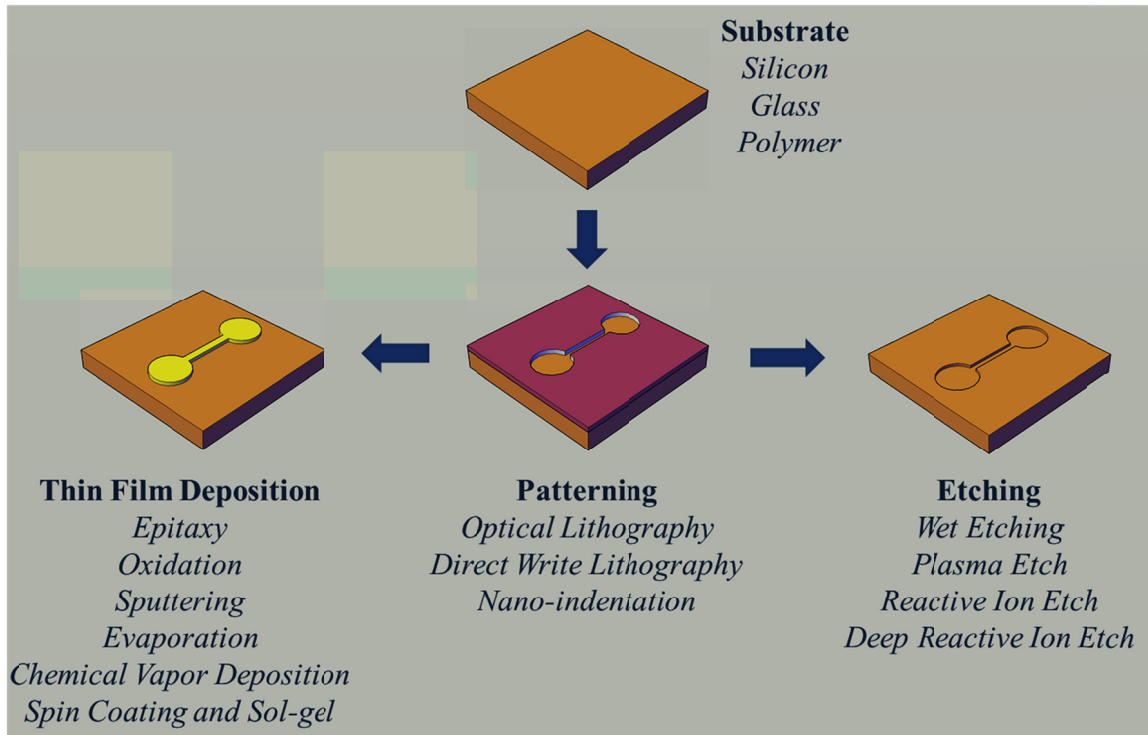 Substrate
Silicon
Glass
Polymer
Thin Film Deposition
Epitaxy
Oxidation
Sputtering
Evaporation
Chemical Vapor Deposition
Spin Coating and Sol-gel
Patterning
Optical Lithography
Direct Write Lithography
Nano-indentation
Etching
Wet Etching
Plasma Etch
Reactive Ion Etch
Deep Reactive Ion Etch